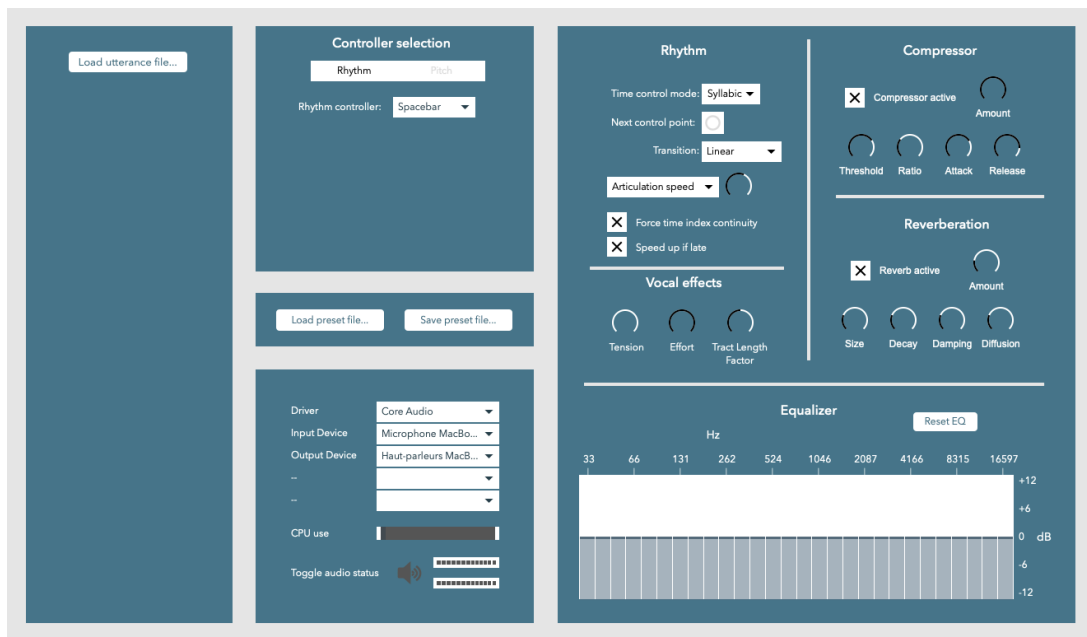 Load utterance file...
Controller selection
Rhythm Pitch
Rhythm controller: Spacebar
Load preset file... Save preset file...
Driver Core Audio
Input Device Microphone MacBo...
Output Device Haut-parleurs MacB...
--
--
CPU use
Toggle audio status
Rhythm
Time control mode: Syllabic
Next control point:
Transition: Linear
Articulation speed
Force time index continuity
Speed up if late
Vocal effects
Tension Effort Tract Length
Factor
Compressor
Compressor active
Amount
Threshold Ratio Attack Release
Reverberation
Reverb active
Amount
Size Decay Damping Diffusion
Equalizer
Reset EQ
Hz
33 66 131 262 524 1046 2087 4166 8315 16597
+12
+6
0 dB
-6
-12